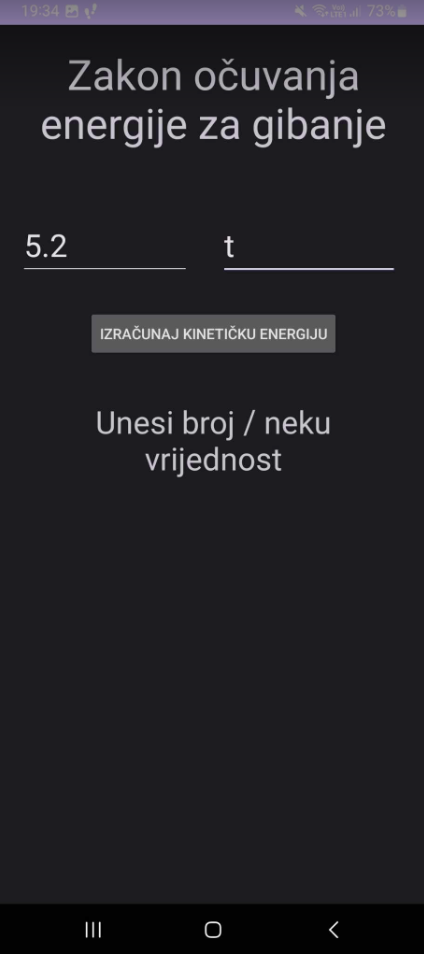 19:34 73%
Zakon očuvanja
energije za gibanje
5.2 t
IZRAČUNAJ KINETIČKU ENERGIJU
Unesi broj / neku
vrijednost